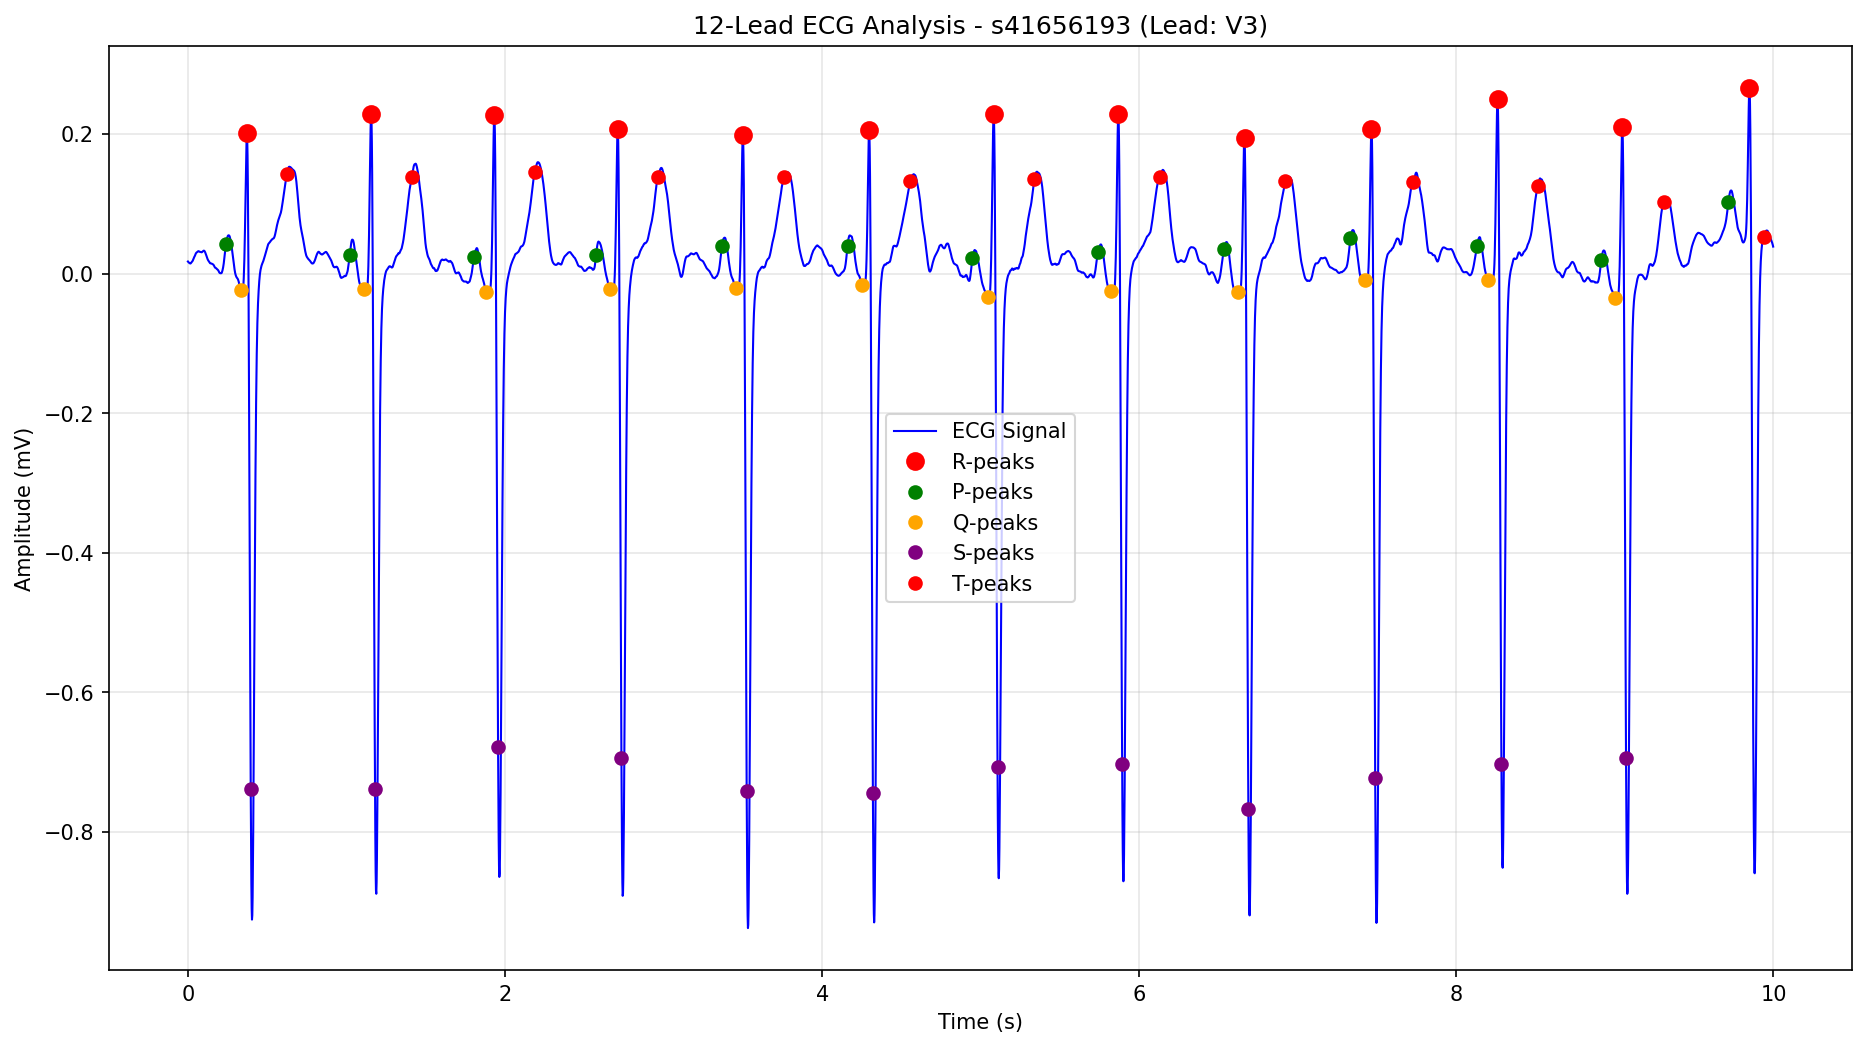 12-Lead ECG Analysis - s41656193 (Lead: V3)
Amplitude (mV)
0.2
0.0
−0.2
−0.4
−0.6
−0.8
ECG Signal
R-peaks
P-peaks
Q-peaks
S-peaks
T-peaks
0 2 4 6 8 10
Time (s)